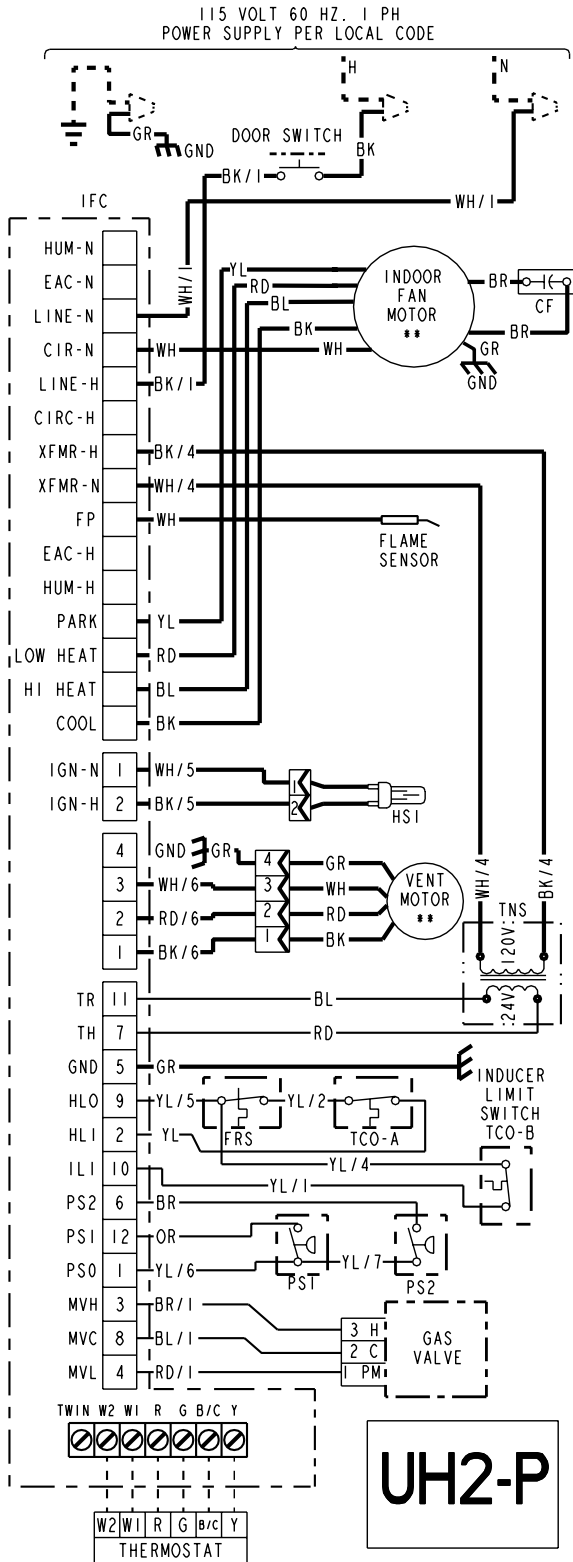 115 VOLT 60 HZ. 1 PH
POWER SUPPLY PER LOCAL CODE
H
N
GR
GND
DOOR SWITCH
BK
BK/1
WH/1
IFC
HUM-N
EAC-N
LINE-N
WH/1
CIR-N
WH
WH
LINE-H
BK/1
CIRC-H
YL
RD
BL
BK
INDOOR
FAN
MOTOR
**
BR
CF
BR
GR
GND
XFMR-H
BK/4
XFMR-N
WH/4
FP
WH
FLAME
SENSOR
EAC-H
HUM-H
PARK
YL
LOW HEAT
RD
HI HEAT
BL
COOL
BK
IGN-N 1 WH/5 1
IGN-H 2 BK/5 2
HSI
4 GND GR 4 GR
3 WH/6 3 WH
2 RD/6 2 RD
1 BK/6 1 BK
VENT
MOTOR
**
WH/4
BK/4
TNS
120V
24V
TR 11 BL
TH 7 RD
GND 5 GR
INDUCER
LIMIT
SWITCH
TCO-B
HLO 9 YL/5 YL/2
FRS
TCO-A
HLI 2 YL
YL/4
ILI 10 YL/1
PS2 6 BR
PS1 12 OR
PSO 1 YL/6 YL/7
PS1
PS2
MVH 3 BR/1 3 H
MVC 8 BL/1 2 C
MVL 4 RD/1 1 PM
GAS
VALVE
TWIN W2 W1 R G B/C Y
W2 W1 R G B/C Y
THERMOSTAT
UH2-P